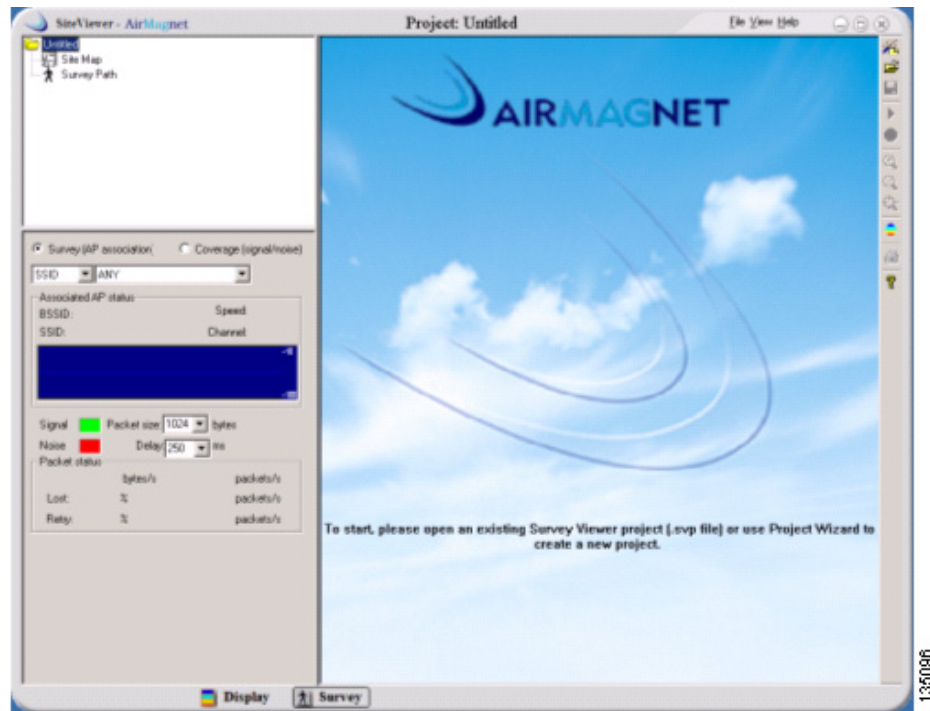 SiteViewer - AirMagnet
Project: Untitled
File View Help
Untitled
Site Map
Survey Path
AIRMAGNET
Survey (AP association)
Coverage (signal/noise)
SSID
ANY
Associated AP status
BSSID:
Speed:
SSID:
Channel:
Signal
Packet size: 1024 bytes
Noise
Delay: 250 ms
Packet status
bytes/s
packets/s
Lost:
%
packets/s
Retry:
%
packets/s
To start, please open an existing Survey Viewer project (.svp file) or use Project Wizard to
create a new project.
Display
Survey
135096